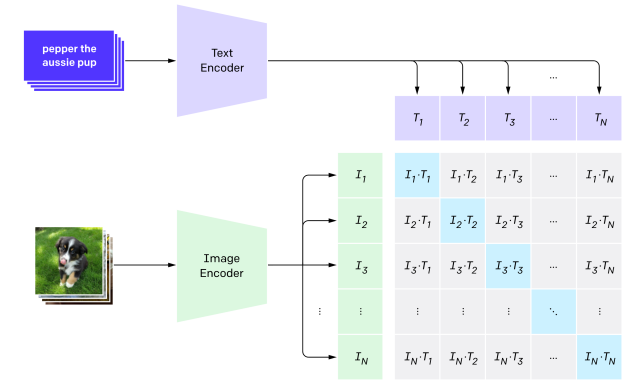 pepper the
aussie pup
Text
Encoder
...
T1 T2 T3 ... TN
I1 I1·T1 I1·T2 I1·T3 ... I1·TN
I2 I2·T1 I2·T2 I2·T3 ... I2·TN
Image
Encoder
I3 I3·T1 I3·T2 I3·T3 ... I3·TN
⋮ ⋮ ⋮ ⋮ ⋮ ⋱ ⋮
IN IN·T1 IN·T2 IN·T3 ... IN·TN